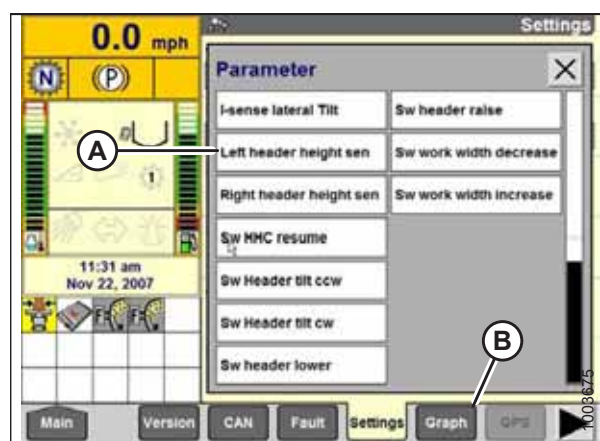 0.0 mph
Settings
N
(P)
Parameter
I-sense lateral Tilt
Sw header raise
A
Left header height sen
Sw work width decrease
1
Right header height sen
Sw work width increase
Sw HHC resume
11:31 am
Nov 22, 2007
Sw Header tilt ccw
Sw Header tilt cw
B
Sw header lower
Main
Version
CAN
Fault
Settings
Graph
GPS
1003675